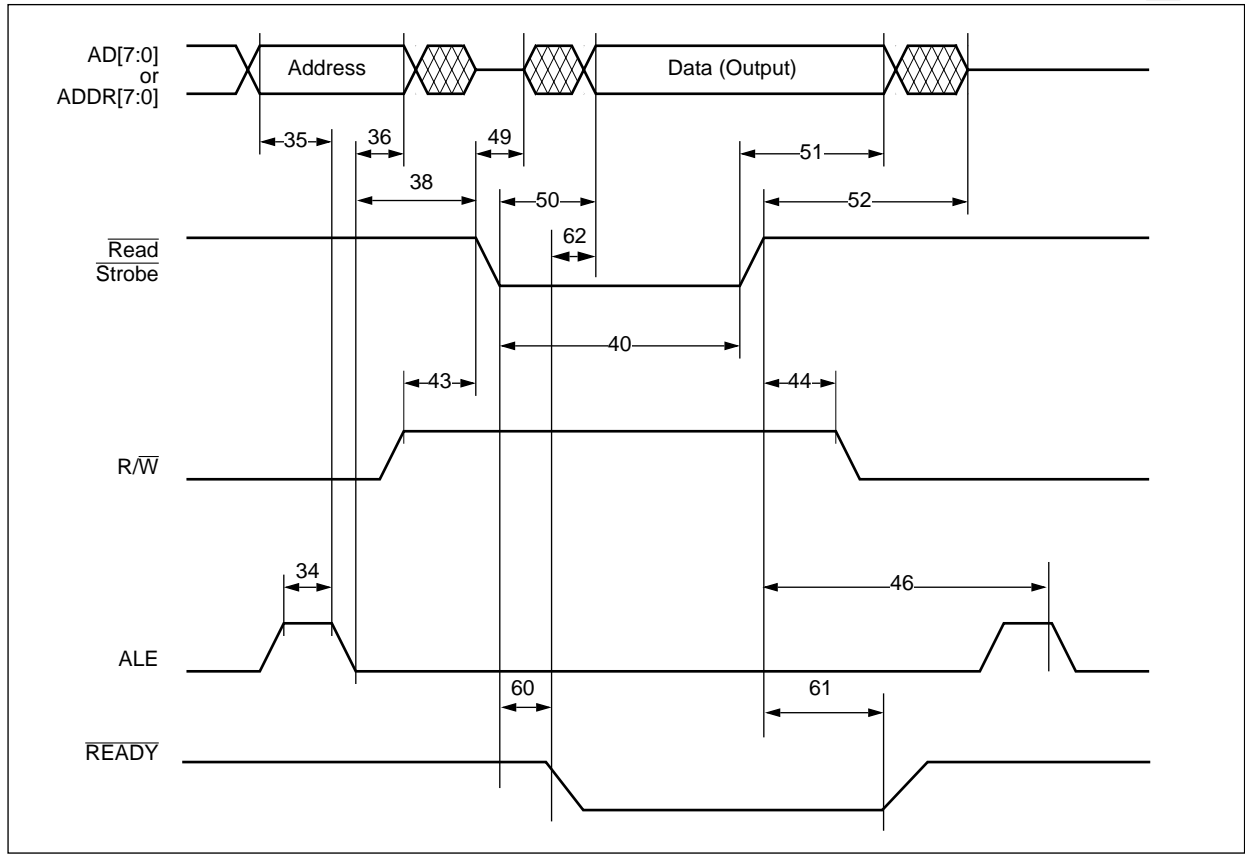 AD[7:0]
or
ADDR[7:0]
Address
Data (Output)
35
36
49
51
38
50
52
62
Read
Strobe
40
43
44
R/W
34
46
ALE
60
61
READY